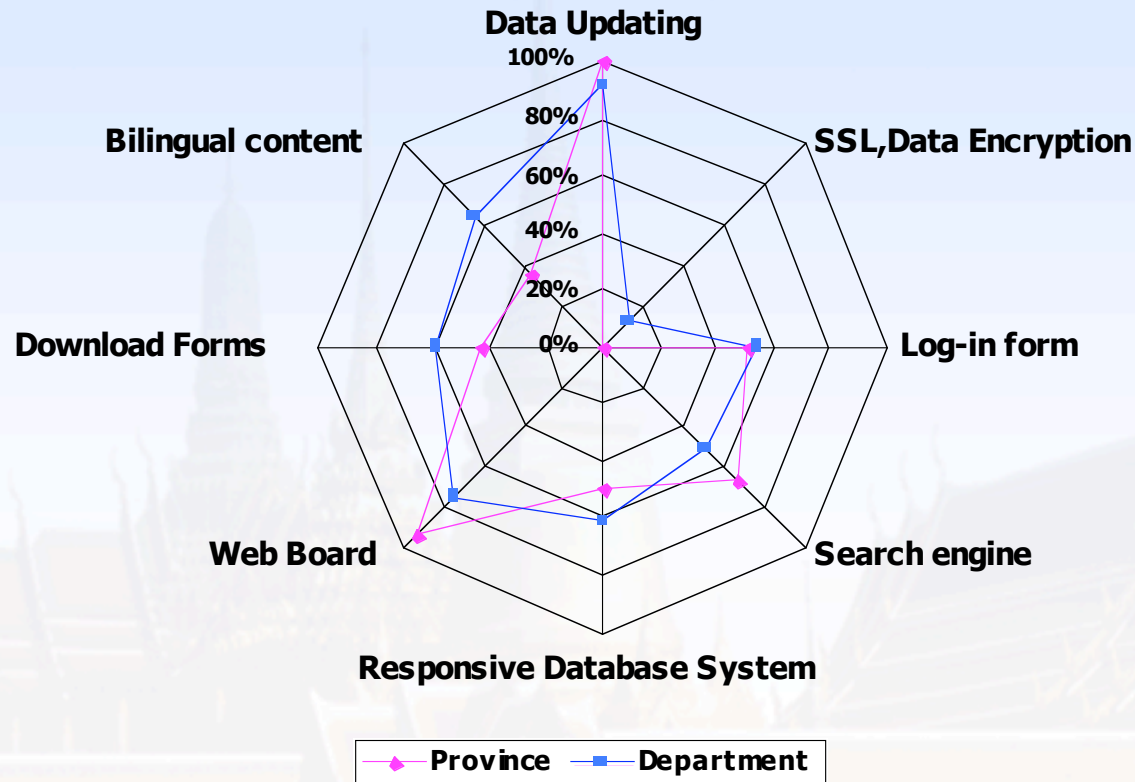 Data Updating
100%
Bilingual content
80%
SSL,Data Encryption
60%
40%
20%
Download Forms
0%
Log-in form
Web Board
Search engine
Responsive Database System
Province
Department